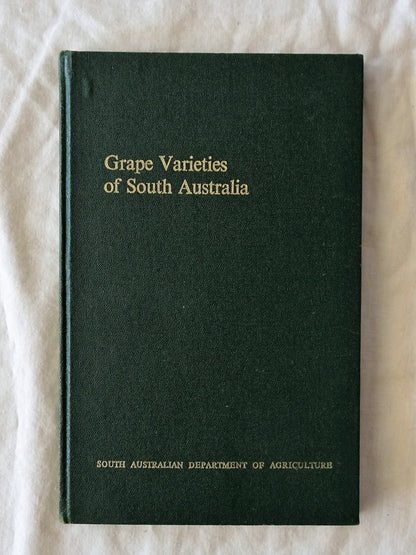 Grape Varieties
of South Australia
SOUTH AUSTRALIAN DEPARTMENT OF AGRICULTURE